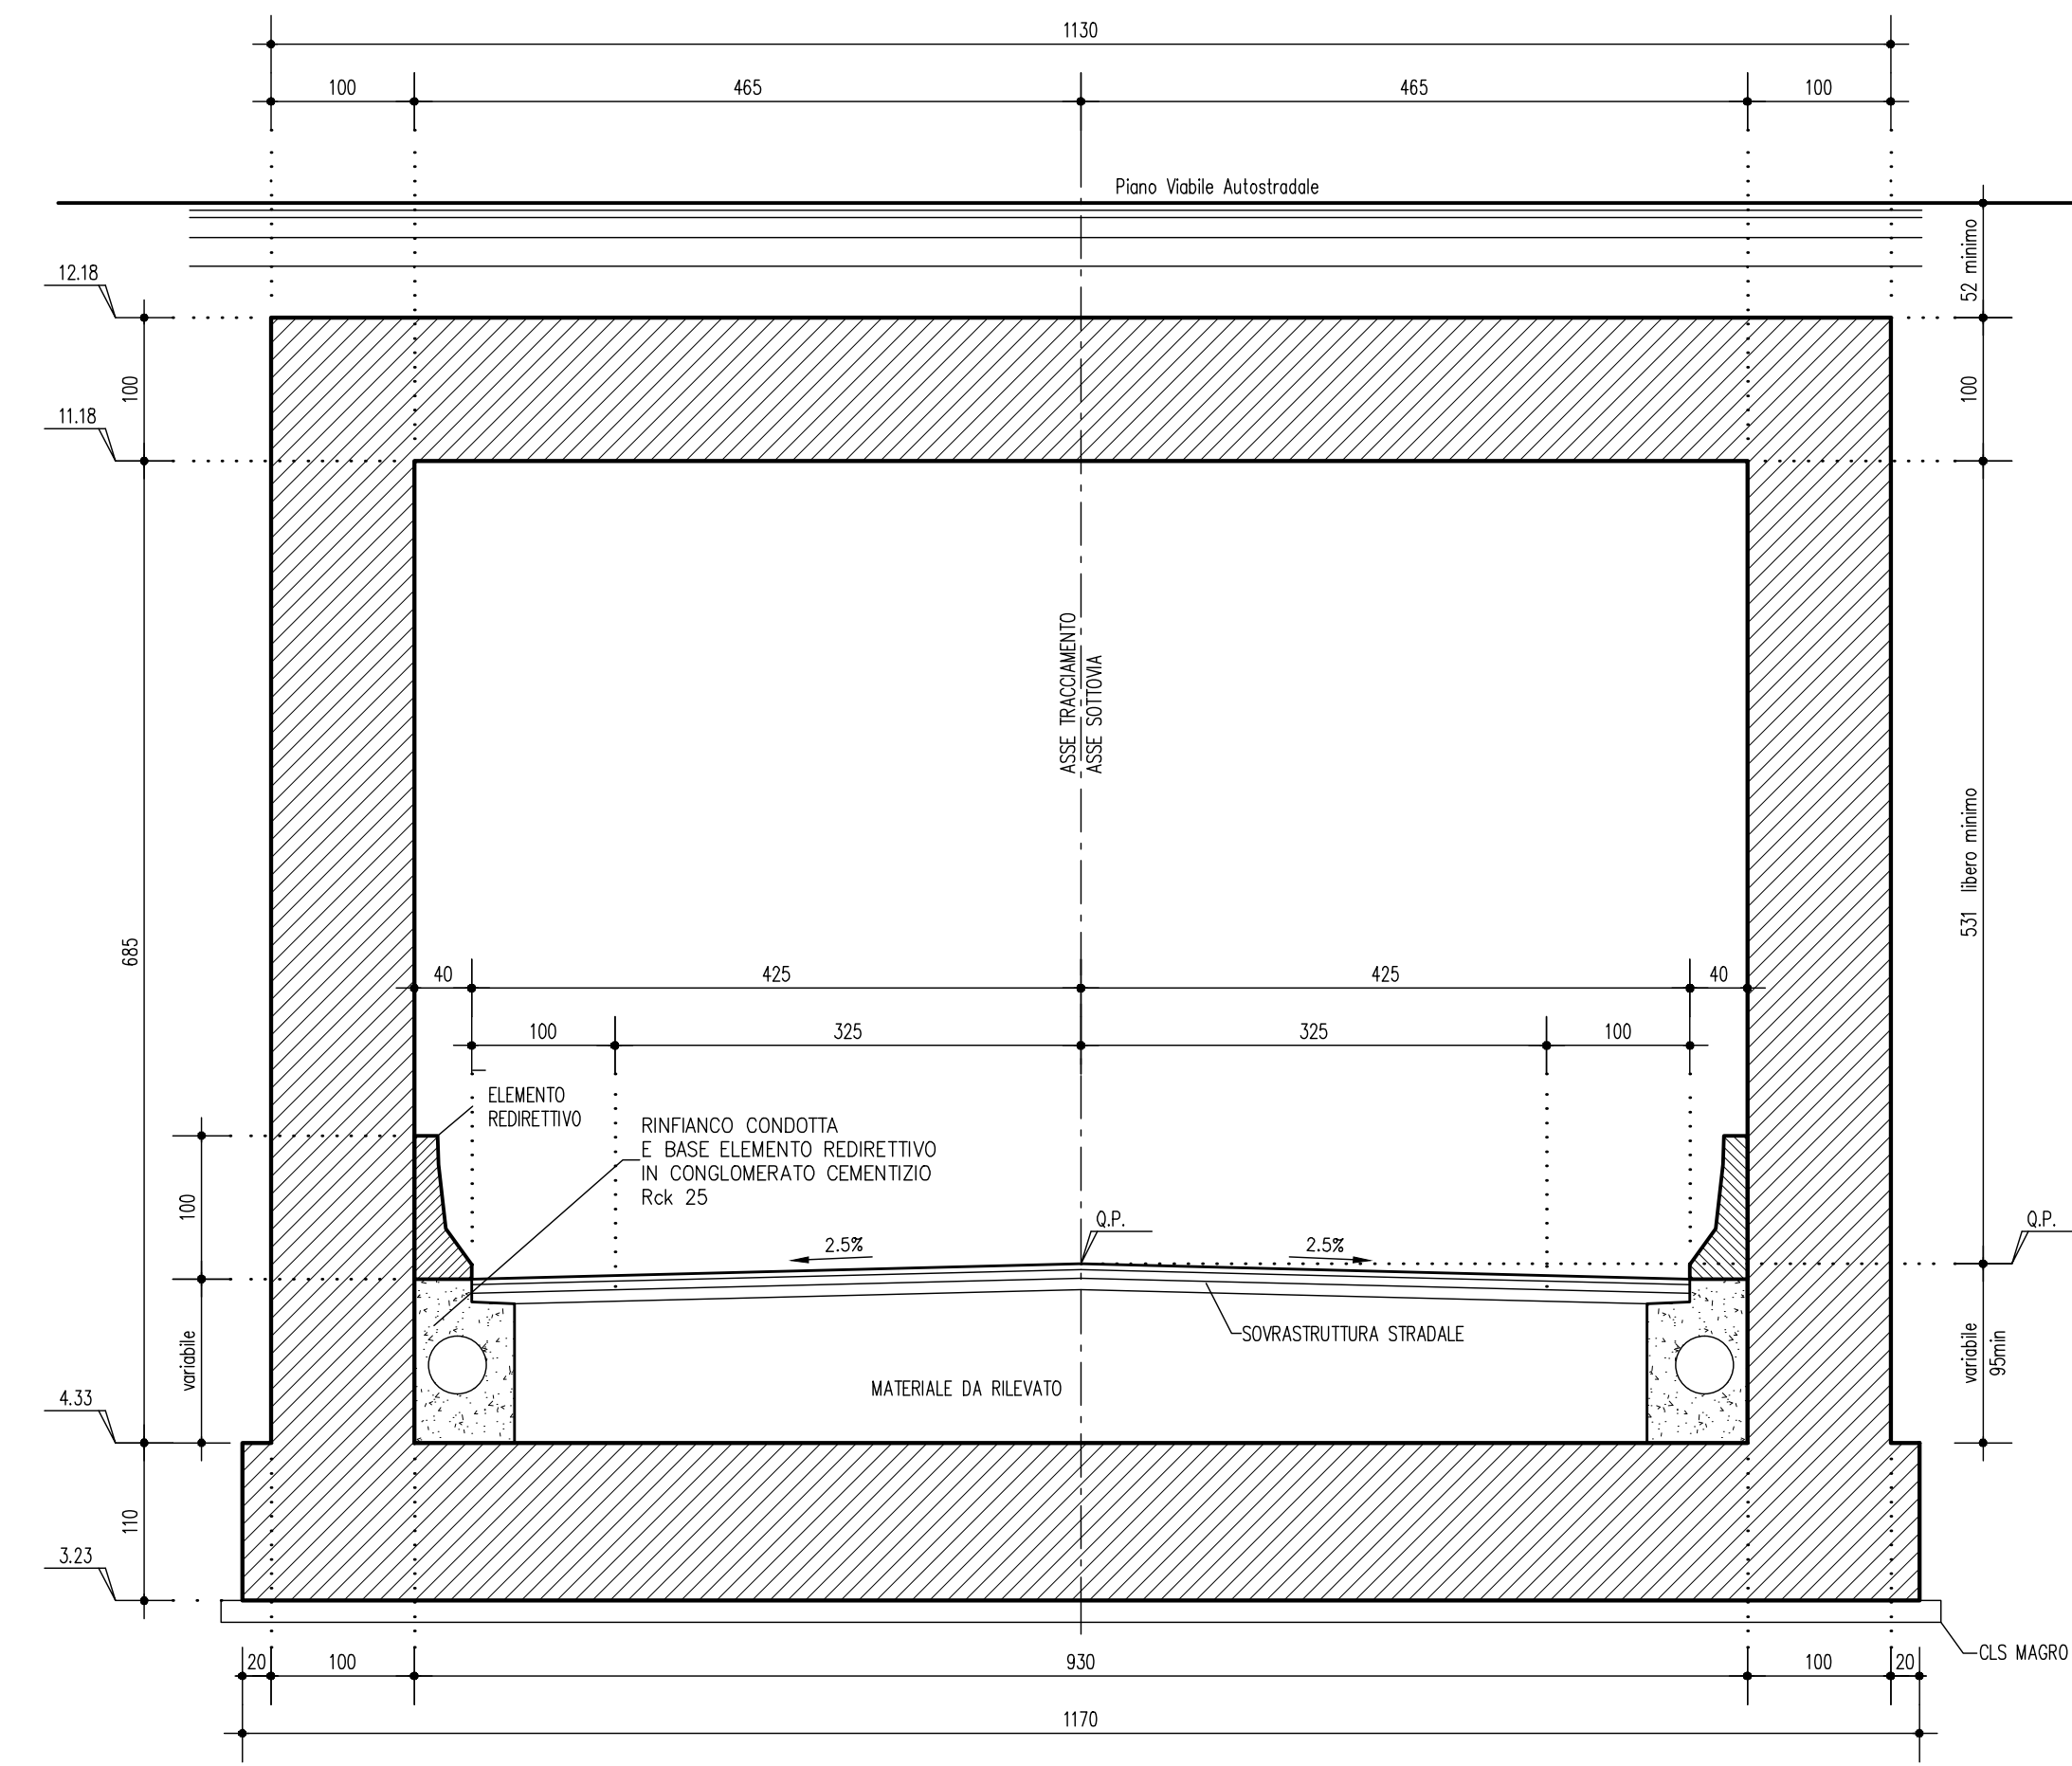 1130
100
465
465
100
Piano Viabile Autostradale
52 minimo
12.18
100
100
11.18
ASSE TRACCIAMENTO
ASSE SOTTOVIA
531 libero minimo
685
40
425
425
40
100
325
325
100
ELEMENTO
REDIRETTIVO
RINFIANCO CONDOTTA
E BASE ELEMENTO REDIRETTIVO
IN CONGLOMERATO CEMENTIZIO
Rck 25
100
Q.P.
Q.P.
2.5%
2.5%
SOVRASTRUTTURA STRADALE
variabile
variabile
95min
MATERIALE DA RILEVATO
4.33
110
3.23
CLS MAGRO
20
100
930
100
20
1170